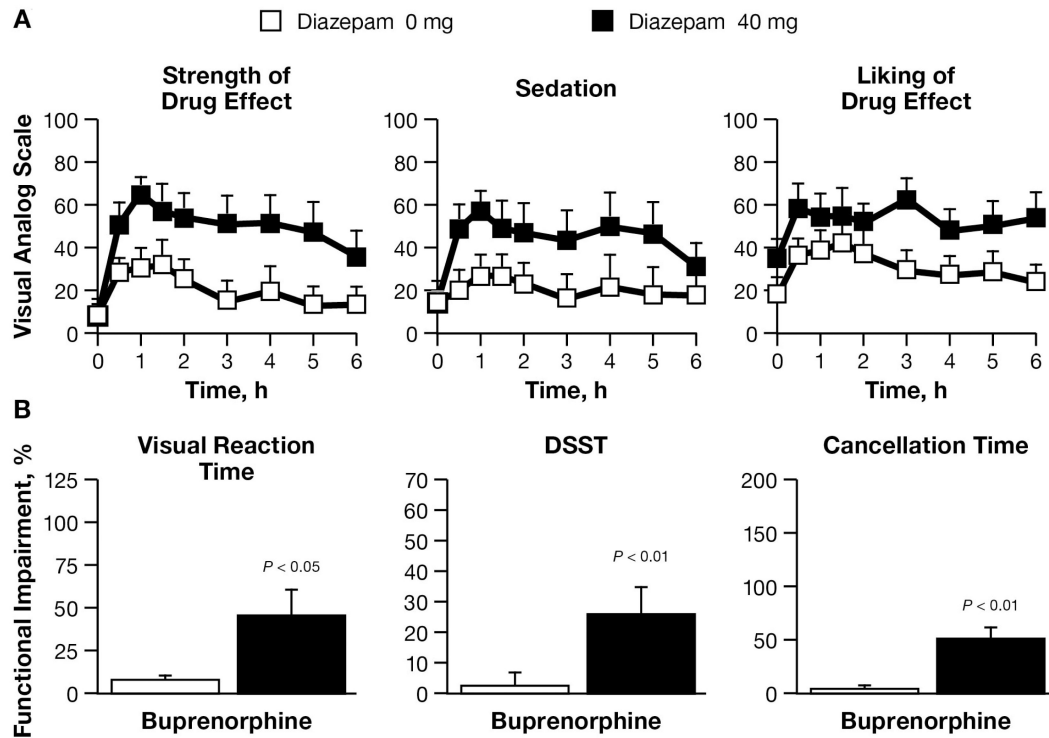 A
Diazepam 0 mg
Diazepam 40 mg
Visual Analog Scale
Strength of
Drug Effect
100
80
60
40
20
0
0 1 2 3 4 5 6
Time, h
Sedation
100
80
60
40
20
0
0 1 2 3 4 5 6
Time, h
Liking of
Drug Effect
100
80
60
40
20
0
0 1 2 3 4 5 6
Time, h
B
Functional Impairment, %
Visual Reaction
Time
125
100
75
50
25
0
P < 0.05
Buprenorphine
DSST
70
60
50
40
30
20
10
0
P < 0.01
Buprenorphine
Cancellation Time
200
150
100
50
0
P < 0.01
Buprenorphine